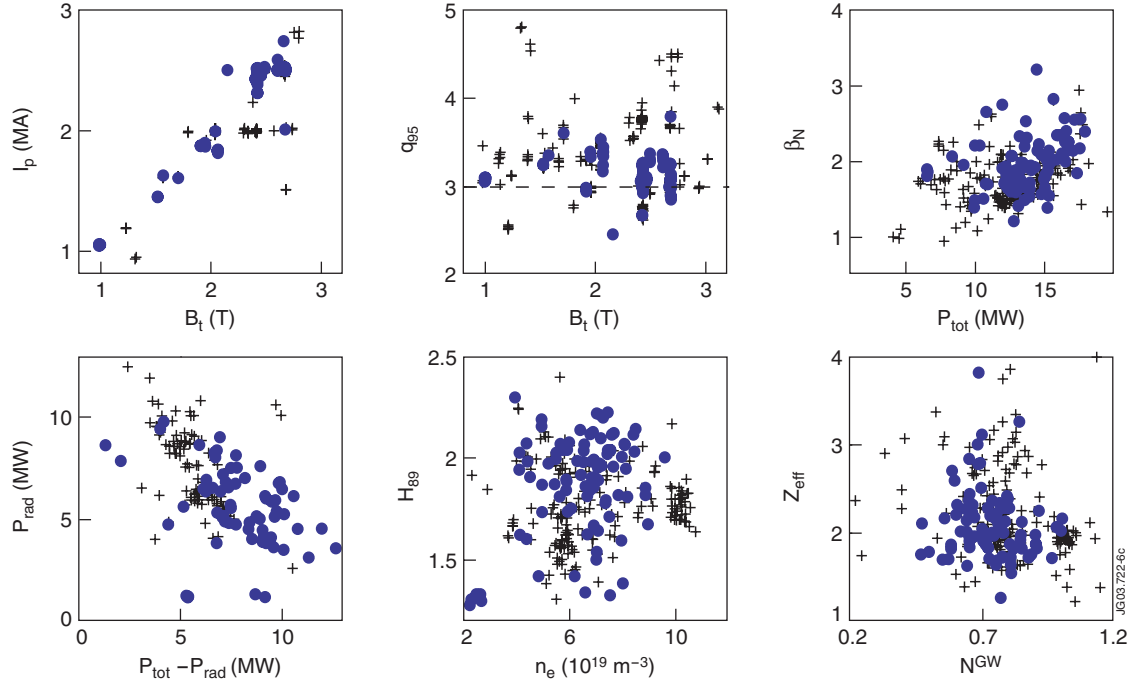 3
2
1
I_p (MA)
1 2 3
B_t (T)
5
4
3
2
q_95
1 2 3
B_t (T)
4
3
2
1
β_N
5 10 15
P_tot (MW)
10
5
0
P_rad (MW)
0 5 10
P_tot –P_rad (MW)
2.5
2
1.5
H_89
2 4 6 8 10
n_e (10^19 m^–3)
4
3
2
1
Z_eff
0.2 0.7 1.2
N^GW
JG03.722-6c